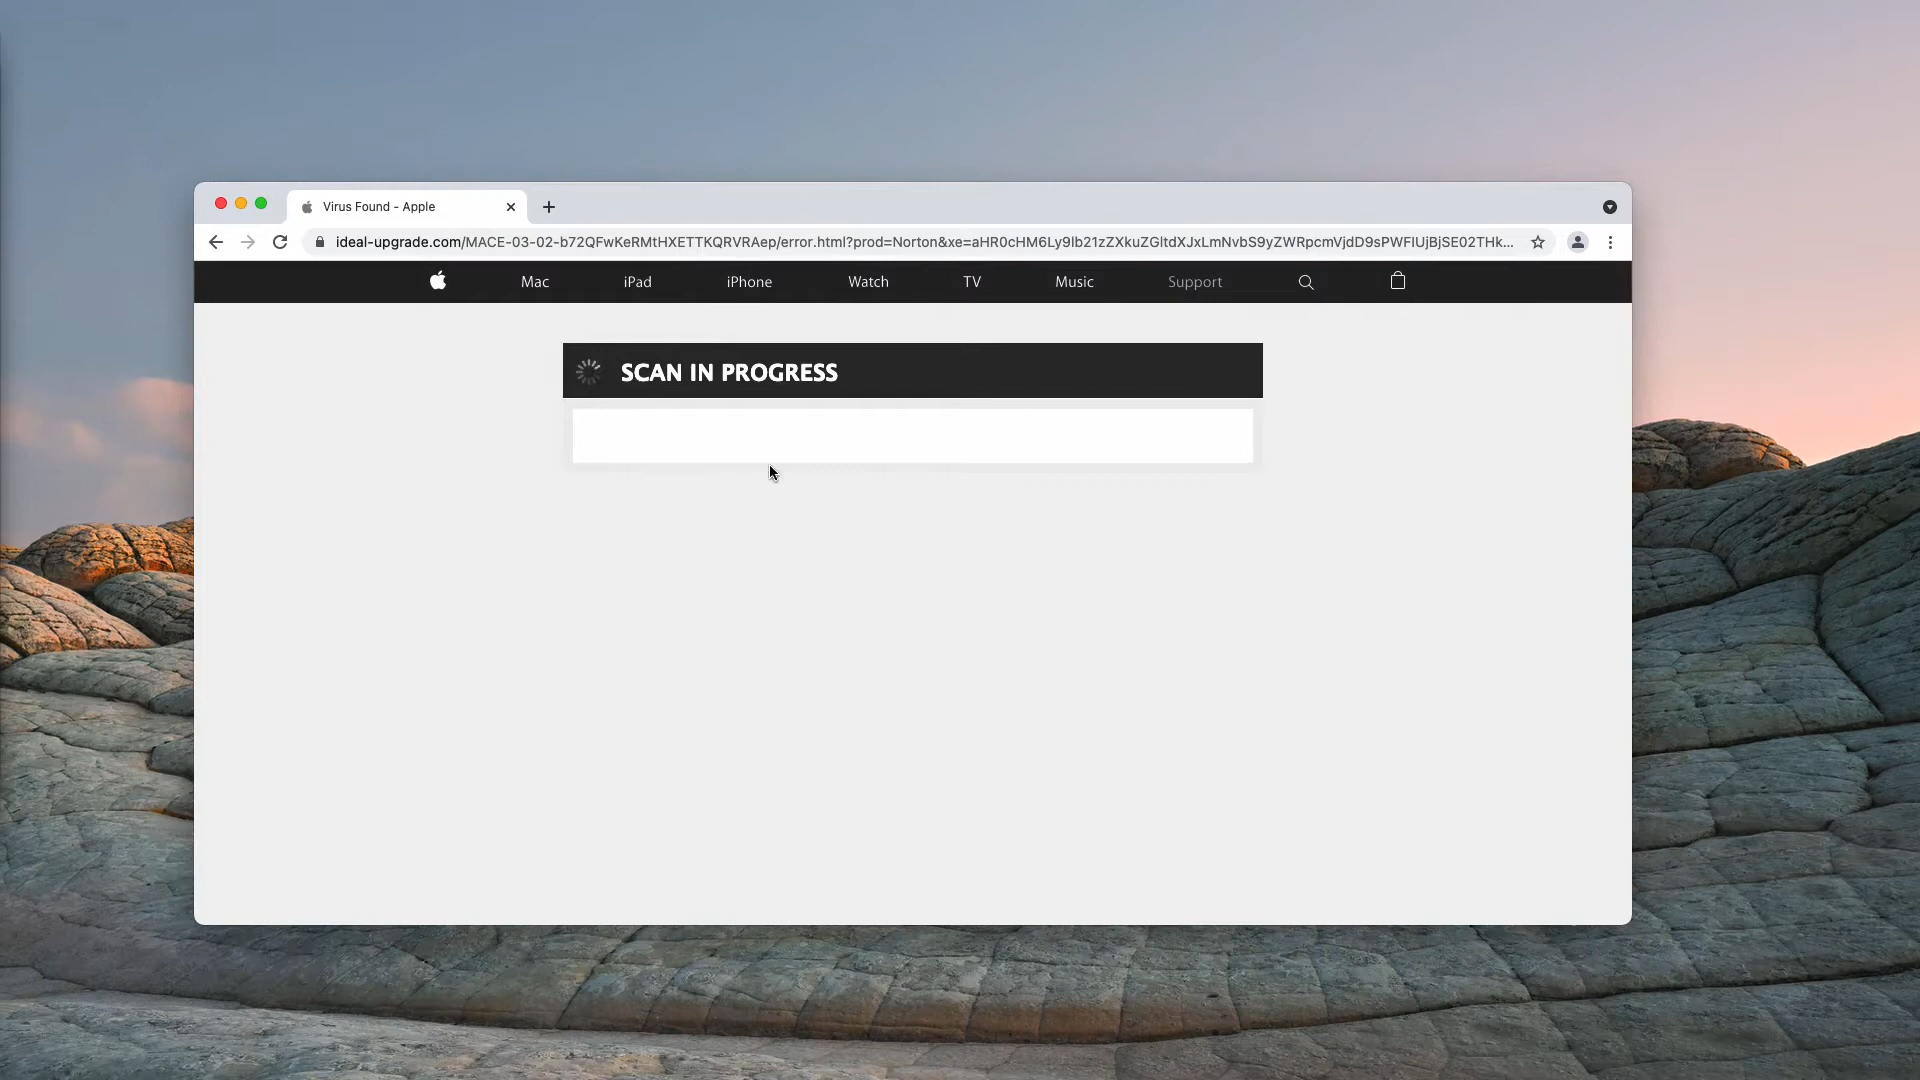 Virus Found - Apple
ideal-upgrade.com/MACE-03-02-b72QFwKeRMtHXETTKQRVRAep/error.html?prod=Norton&xe=aHR0cHM6Ly9lb21zZXkuZGltdXJxLmNvbS9yZWRpcmVjdD9sPWFlUjBjSE02THk...
Mac iPad iPhone Watch TV Music Support
SCAN IN PROGRESS